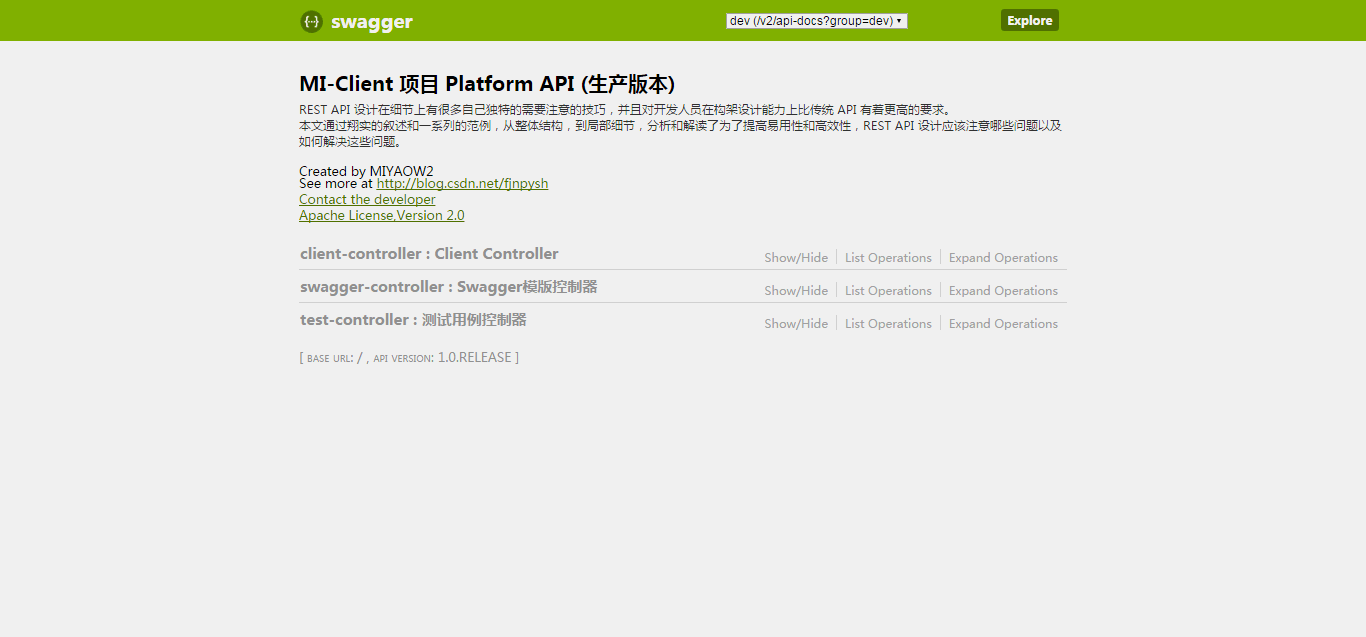 {···} swagger
dev (/v2/api-docs?group=dev)
Explore
MI-Client 项目 Platform API (生产版本)
REST API 设计在细节上有很多自己独特的需要注意的技巧，并且对开发人员在构架设计能力上比传统 API 有着更高的要求。
本文通过翔实的叙述和一系列的范例，从整体结构，到局部细节，分析和解读了为了提高易用性和高效性，REST API 设计应该注意哪些问题以及
如何解决这些问题。
Created by MIYAOW2
See more at http://blog.csdn.net/fjnpysh
Contact the developer
Apache License,Version 2.0
client-controller : Client Controller Show/Hide List Operations Expand Operations
swagger-controller : Swagger模版控制器 Show/Hide List Operations Expand Operations
test-controller : 测试用例控制器 Show/Hide List Operations Expand Operations
[ BASE URL: / , API VERSION: 1.0.RELEASE ]